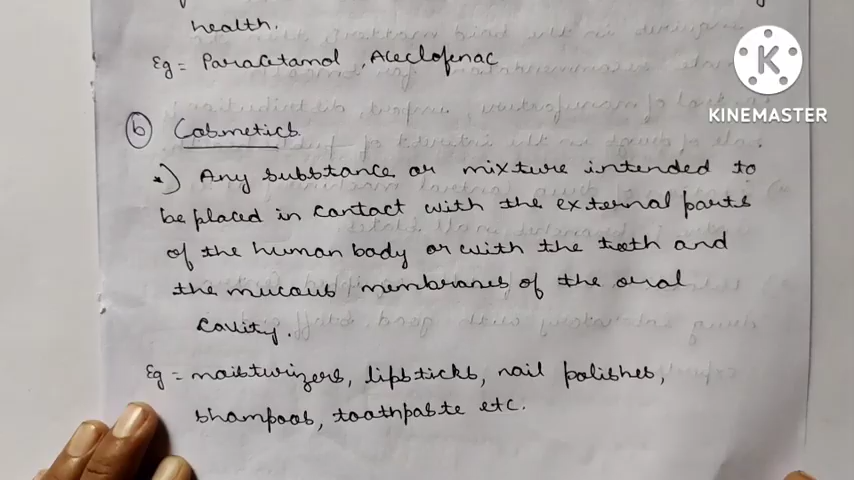 health.
Eg = Paracetamol, Aleclofenac
KINEMASTER
(b) Cosmetics
*) Any substance or mixture intended to
be placed in contact with the external parts
of the human body or with the teeth and
the mucous membranes of the oral
cavity.
Eg = moisturizers, lipsticks, nail polishes,
shampoos, toothpaste etc.